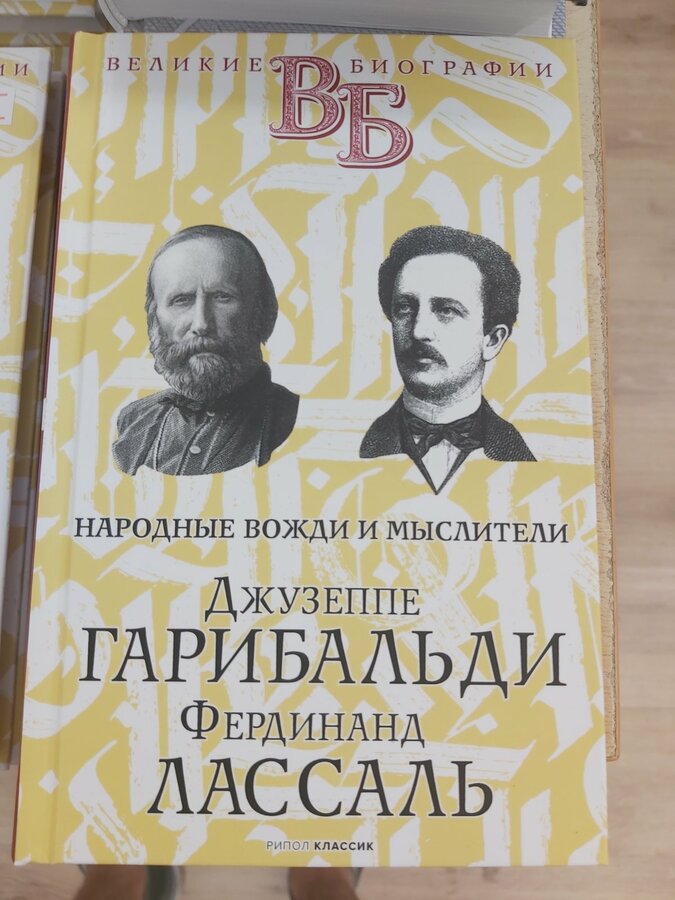 ВЕЛИКИЕ ВБ БИОГРАФИИ
НАРОДНЫЕ ВОЖДИ И МЫСЛИТЕЛИ
ДЖУЗЕППЕ
ГАРИБАЛЬДИ
ФЕРДИНАНД
ЛАССАЛЬ
РИПОЛ КЛАССИК